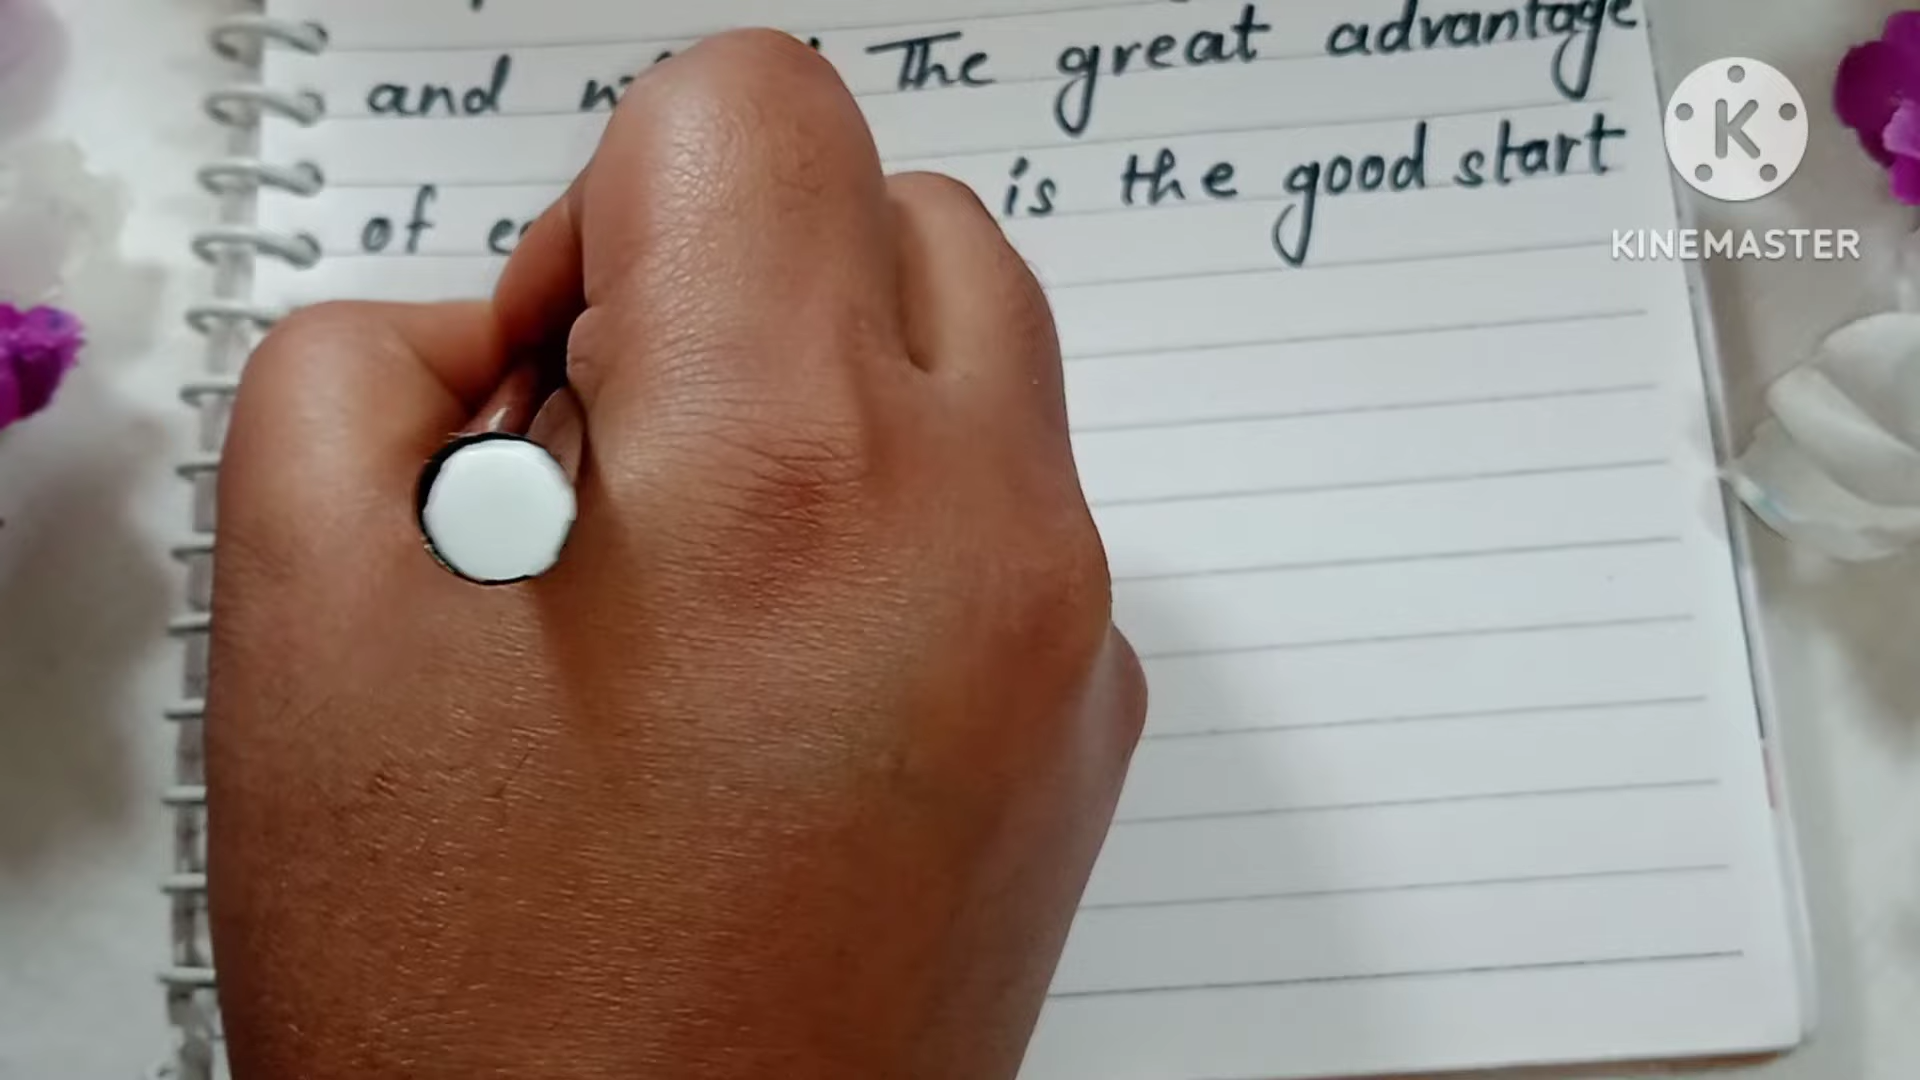 and The great advantage
of is the good start
K
KINEMASTER